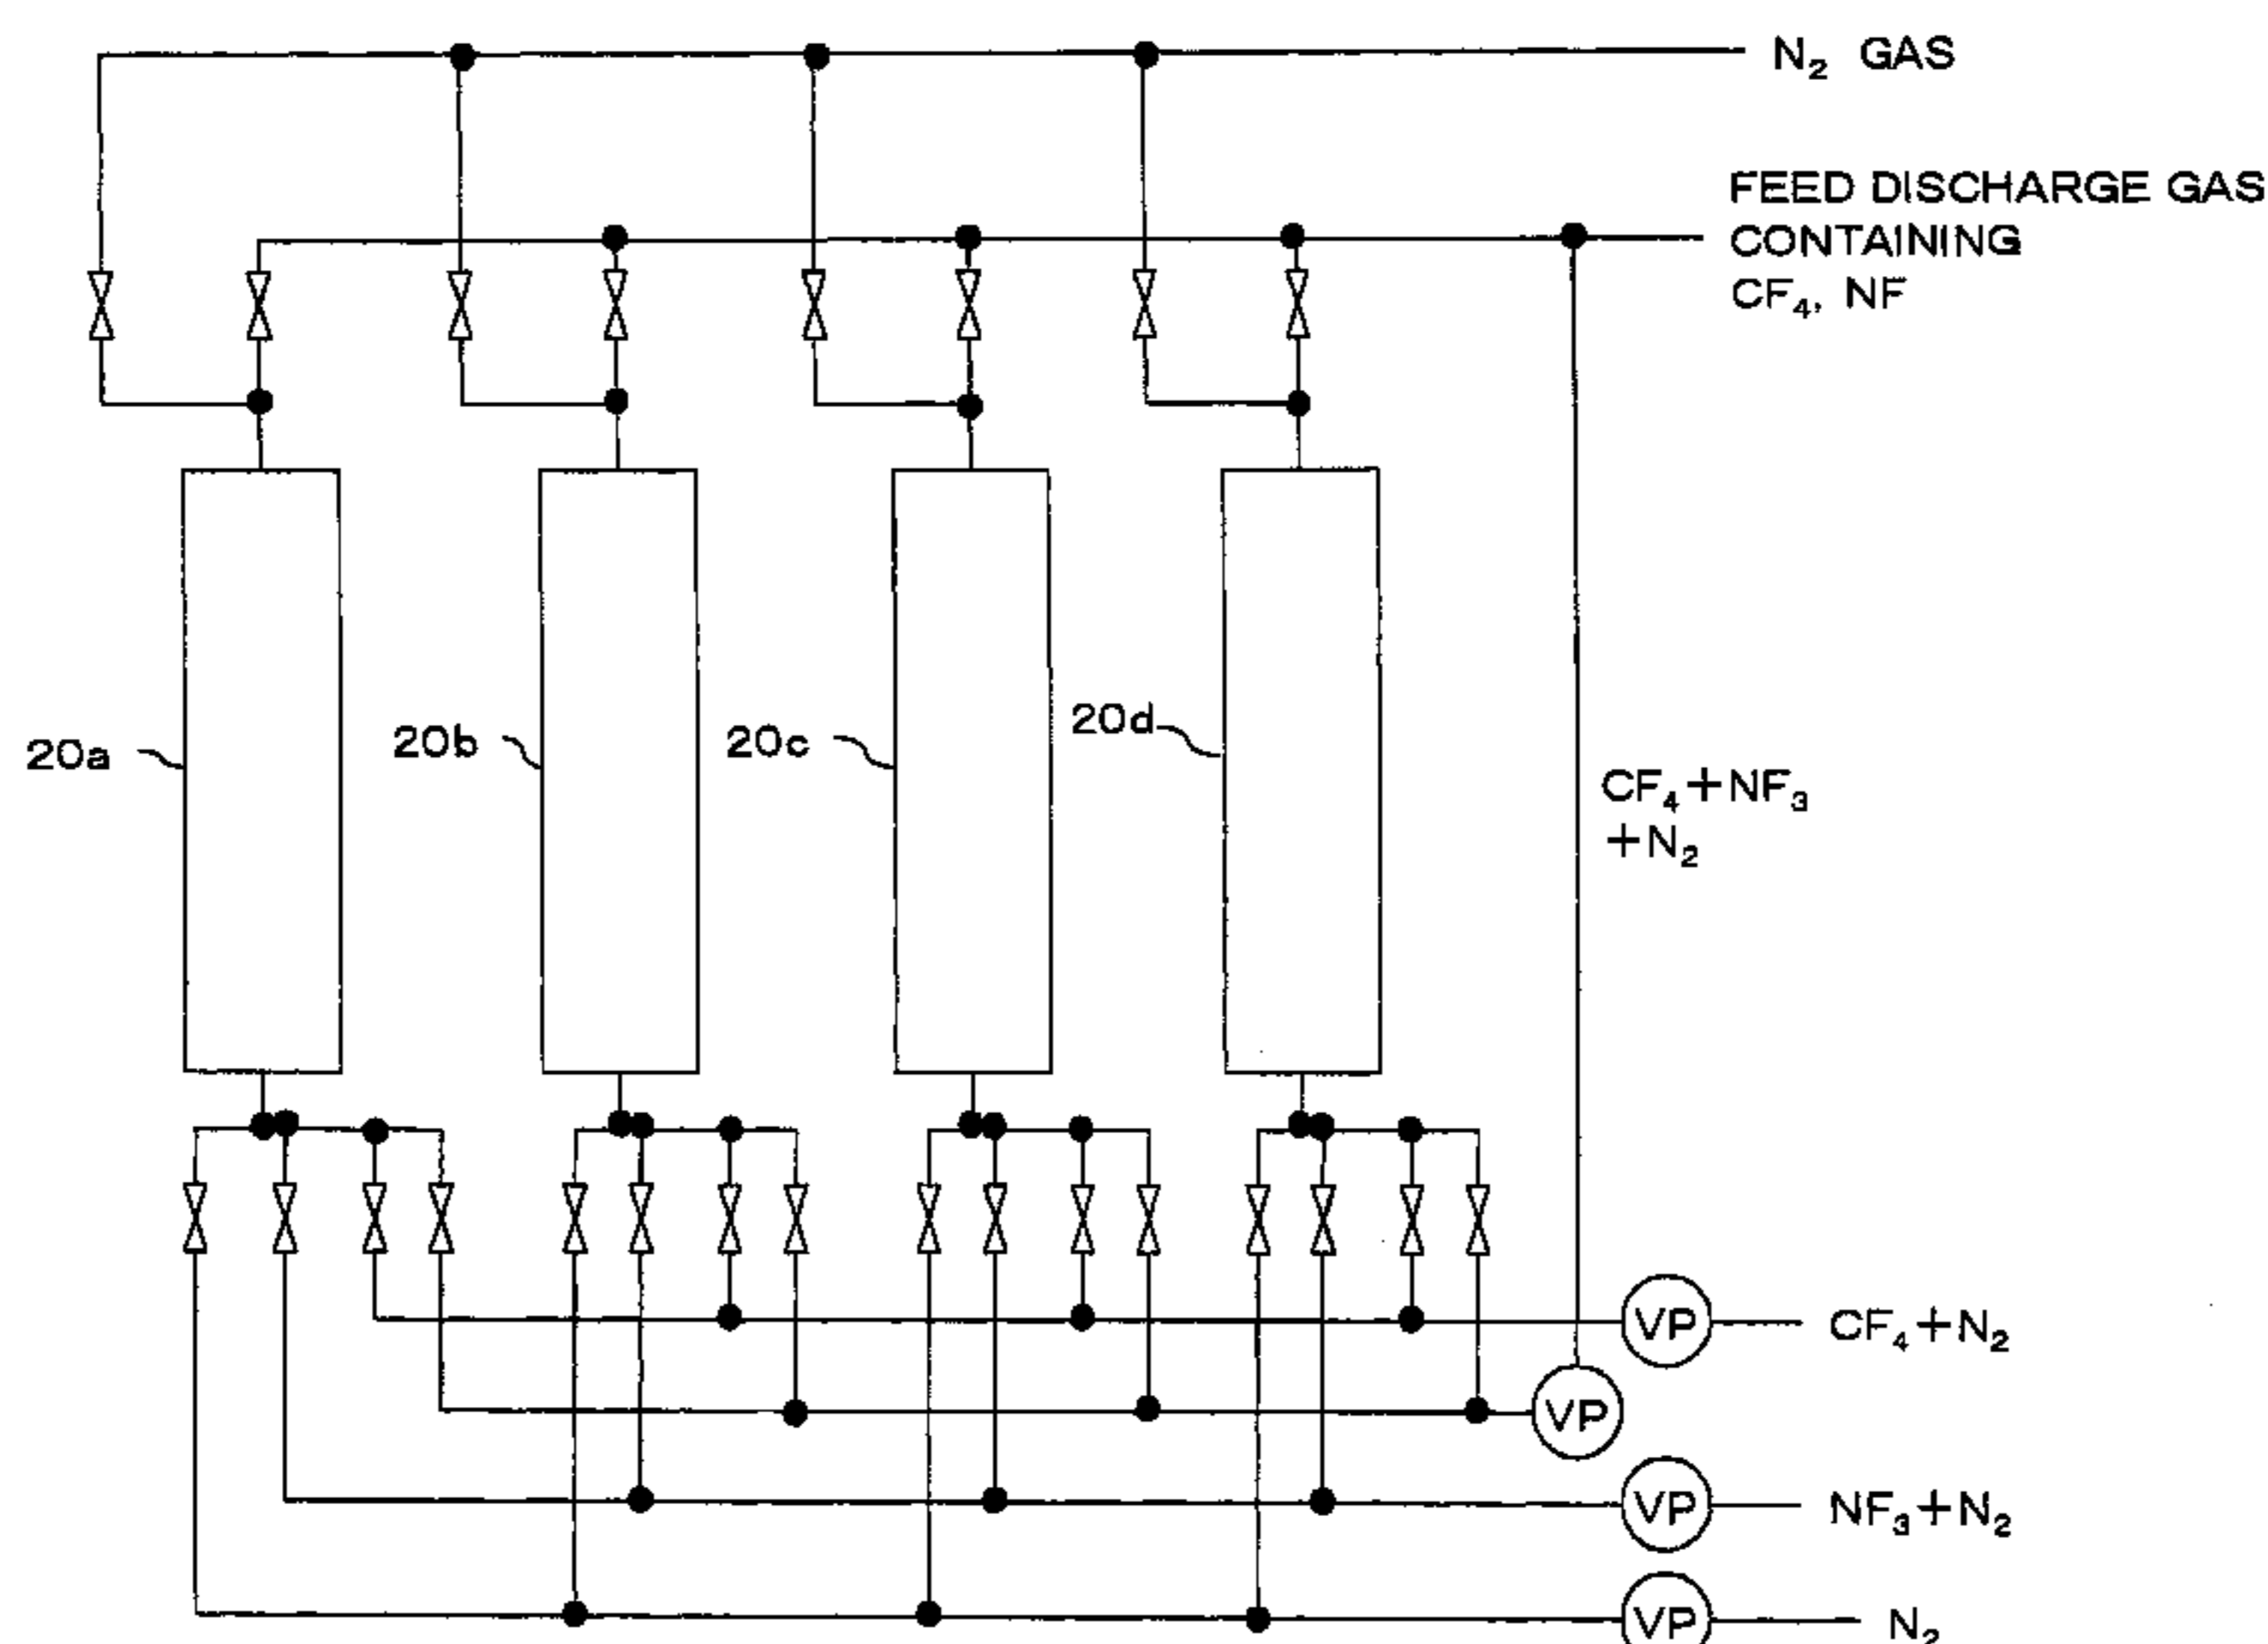 N₂ GAS
FEED DISCHARGE GAS
CONTAINING
CF₄, NF
20a
20b
20c
20d
CF₄+NF₃
+N₂
VP
CF₄+N₂
VP
VP
NF₃+N₂
VP
N₂